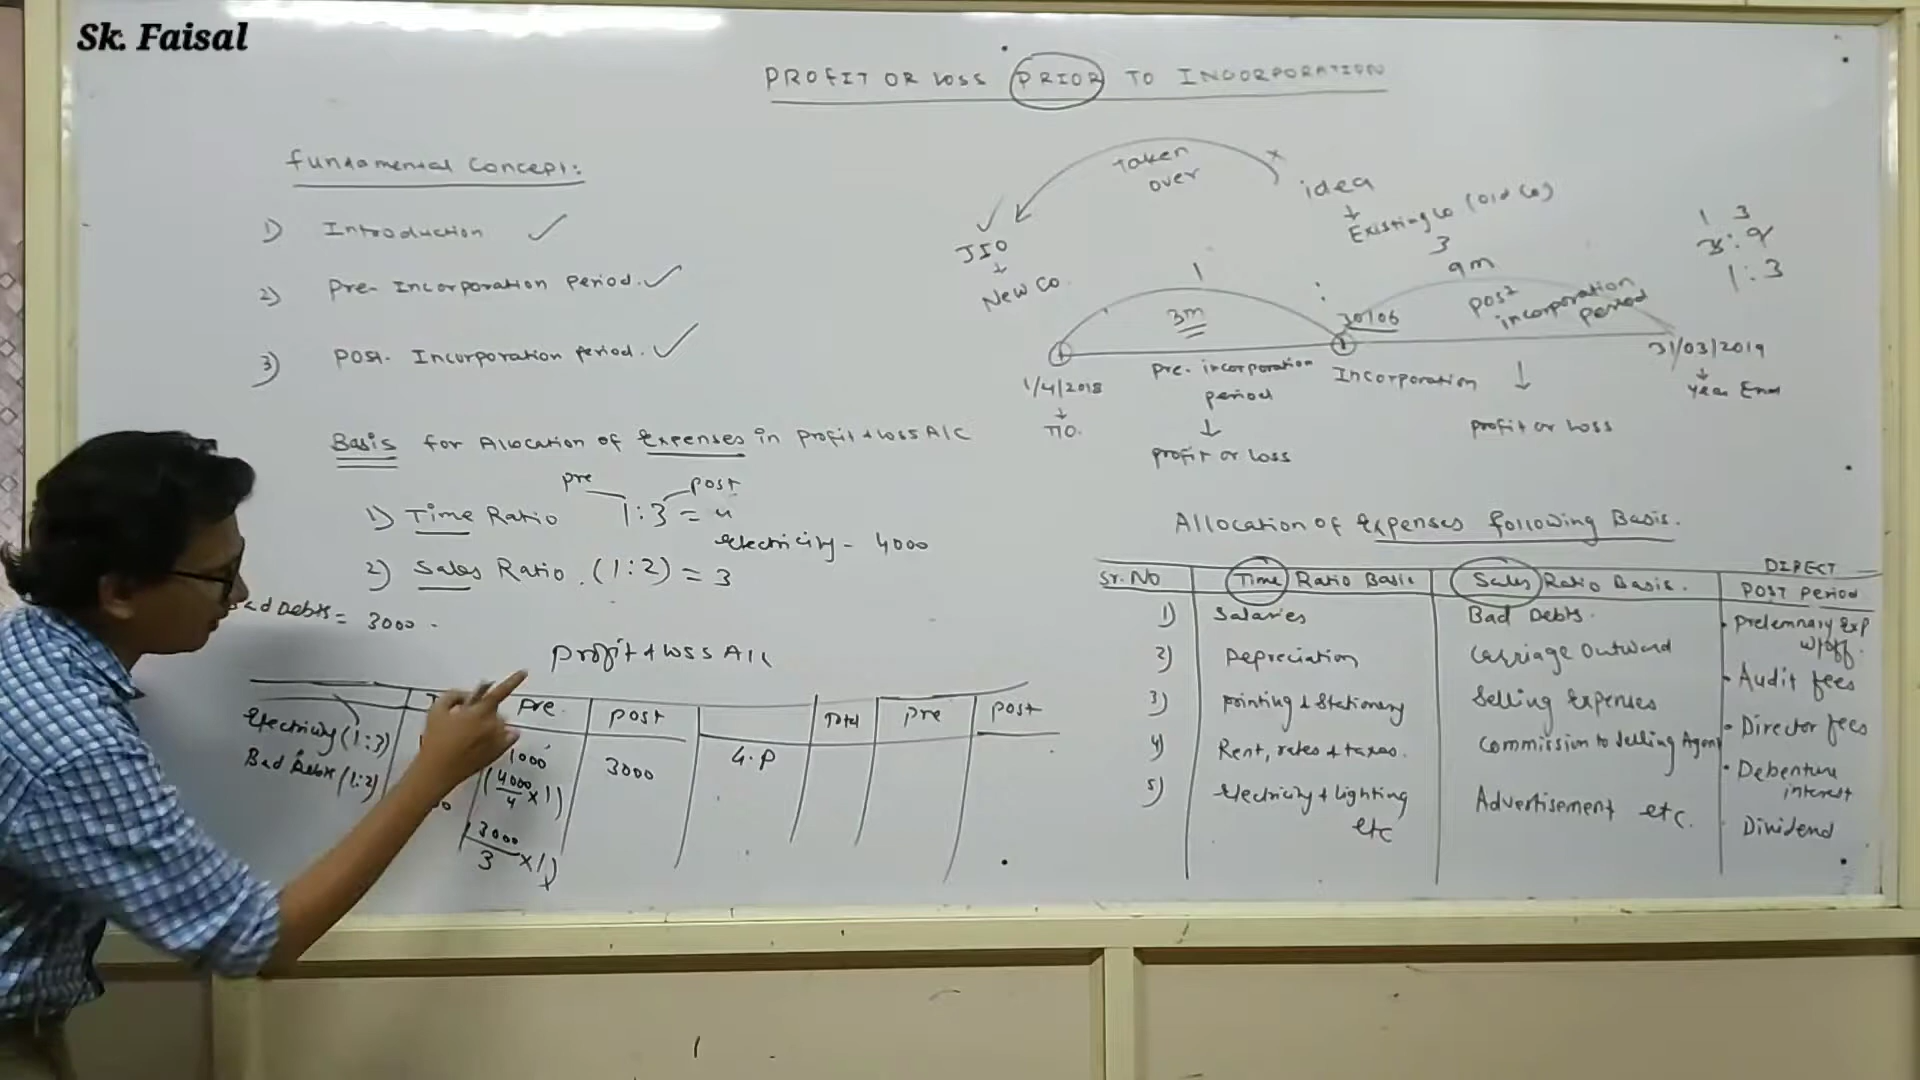 Sk. Faisal
PROFIT OR LOSS PRIOR TO INCORPORATION
Fundamental Concept:
1) Introduction ✓
2) Pre- Incorporation Period. ✓
3) Post- Incorporation Period. ✓
Taken over
idea
Existing Co (Old Co)
JIO
New Co.
1 3
3:9
1:3
1
3m
:
3
9m
30/06
post incorporation period
1/4/2018
T/O.
Pre-incorporation period
profit or loss
Incorporation
31/03/2019
Year End
profit or loss
Basis for Allocation of Expenses in Profit & Loss A/C
pre post
1) Time Ratio 1:3 = 4
Electricity - 4000
2) Sales Ratio. (1:2) = 3
Bad Debts = 3000 -
Profit & Loss A/C
Pre Post Total Pre Post
Electricity (1:3) 1000 3000 G.P
(4000/4 x 1)
Bad Debts (1:2)
(3000/3 x 1)
Allocation of Expenses following Basis.
Sr. No Time Ratio Basis Sales Ratio Basis. DIRECT POST Period
1) Salaries Bad Debts. • Prelemnary Exp w/off.
2) Depreciation Carriage Outward • Audit fees
3) Printing & Stationery Selling Expenses • Director fees
4) Rent, rates & taxes. Commission to Selling Agent • Debenture interest
5) Electricity & Lighting etc Advertisement etc. • Dividend